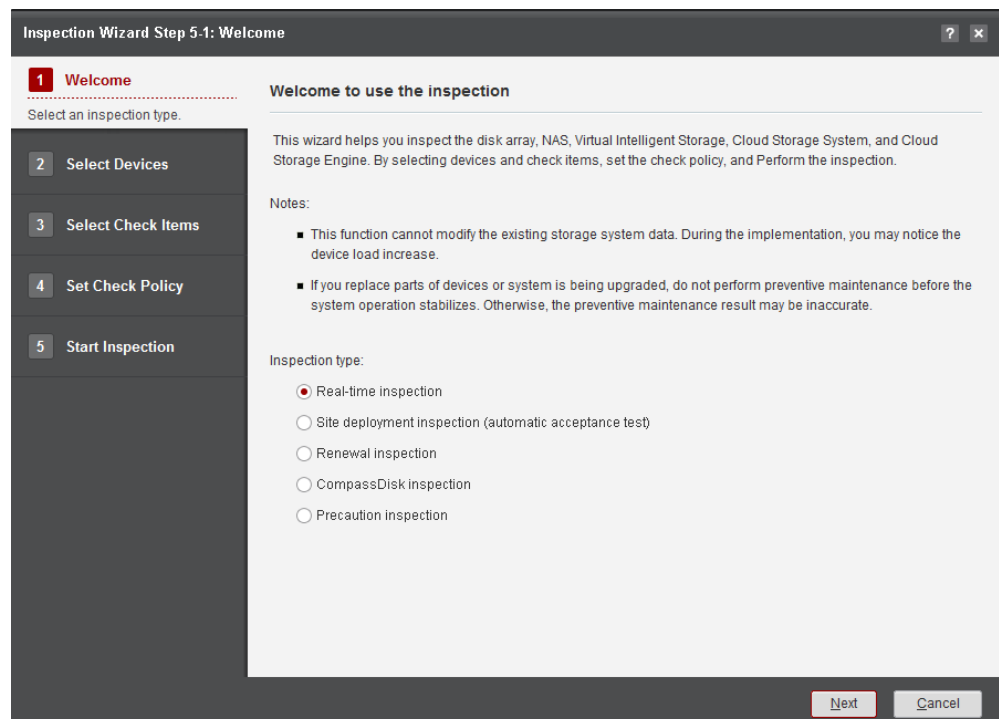 Inspection Wizard Step 5-1: Welcome
? ×
1 Welcome
Select an inspection type.
2 Select Devices
3 Select Check Items
4 Set Check Policy
5 Start Inspection
Welcome to use the inspection
This wizard helps you inspect the disk array, NAS, Virtual Intelligent Storage, Cloud Storage System, and Cloud
Storage Engine. By selecting devices and check items, set the check policy, and Perform the inspection.
Notes:
■ This function cannot modify the existing storage system data. During the implementation, you may notice the
device load increase.
■ If you replace parts of devices or system is being upgraded, do not perform preventive maintenance before the
system operation stabilizes. Otherwise, the preventive maintenance result may be inaccurate.
Inspection type:
Real-time inspection
Site deployment inspection (automatic acceptance test)
Renewal inspection
CompassDisk inspection
Precaution inspection
Next Cancel